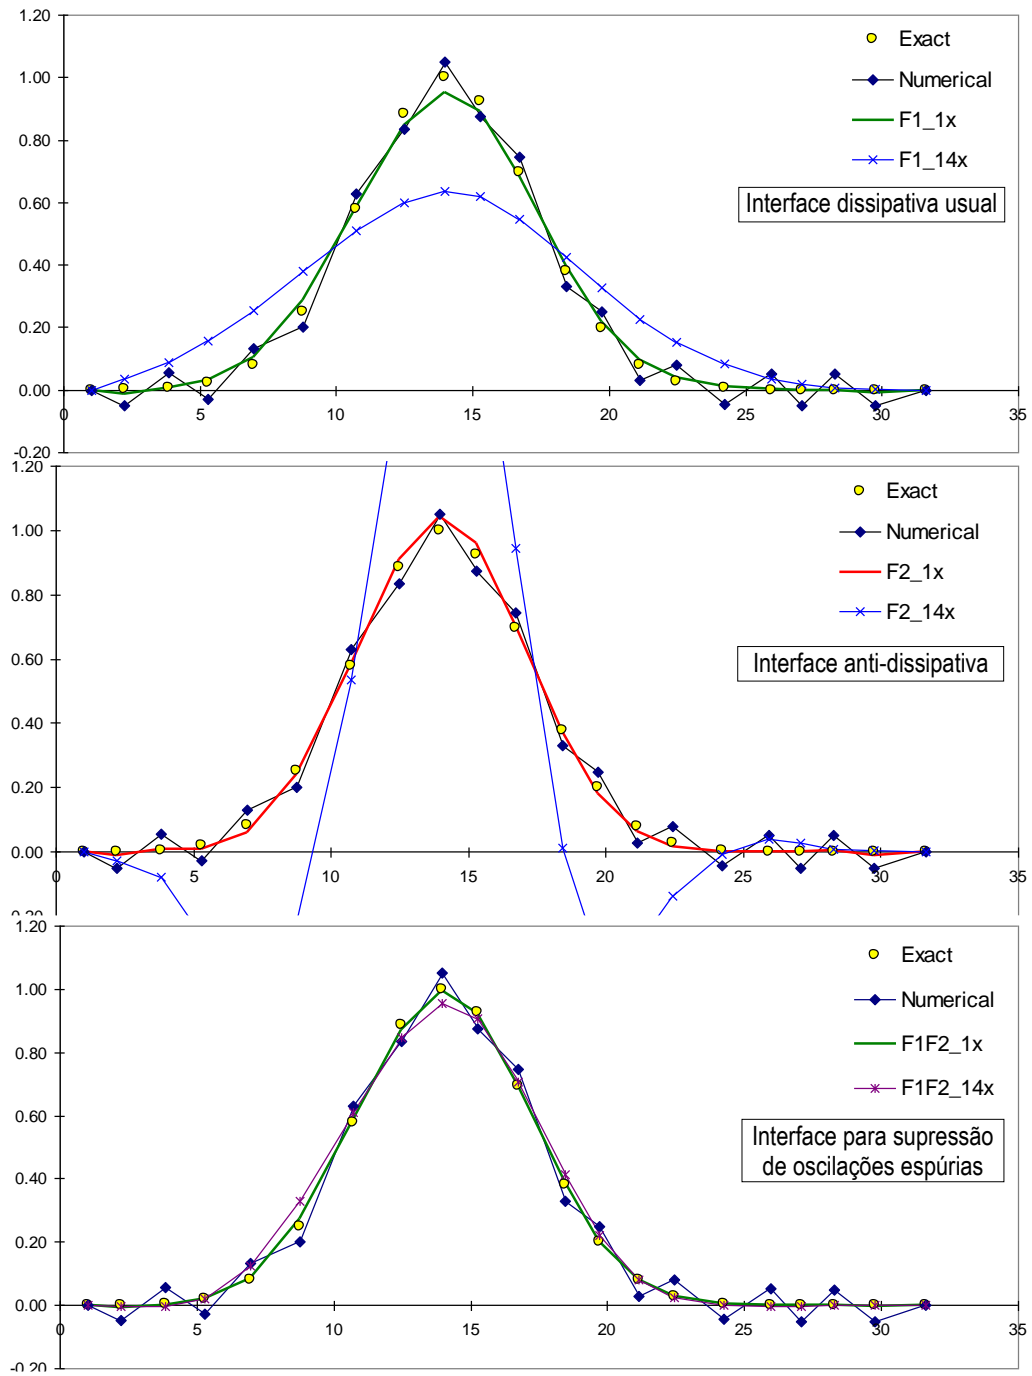 1.20
1.00
0.80
0.60
0.40
0.20
0.00
-0.20
0
5
10
15
20
25
30
35
Exact
Numerical
F1_1x
F1_14x
Interface dissipativa usual
1.20
1.00
0.80
0.60
0.40
0.20
0.00
0
5
10
15
20
25
30
35
Exact
Numerical
F2_1x
F2_14x
Interface anti-dissipativa
1.20
1.00
0.80
0.60
0.40
0.20
0.00
-0.20
0
5
10
15
20
25
30
35
Exact
Numerical
F1F2_1x
F1F2_14x
Interface para supressão
de oscilações espúrias